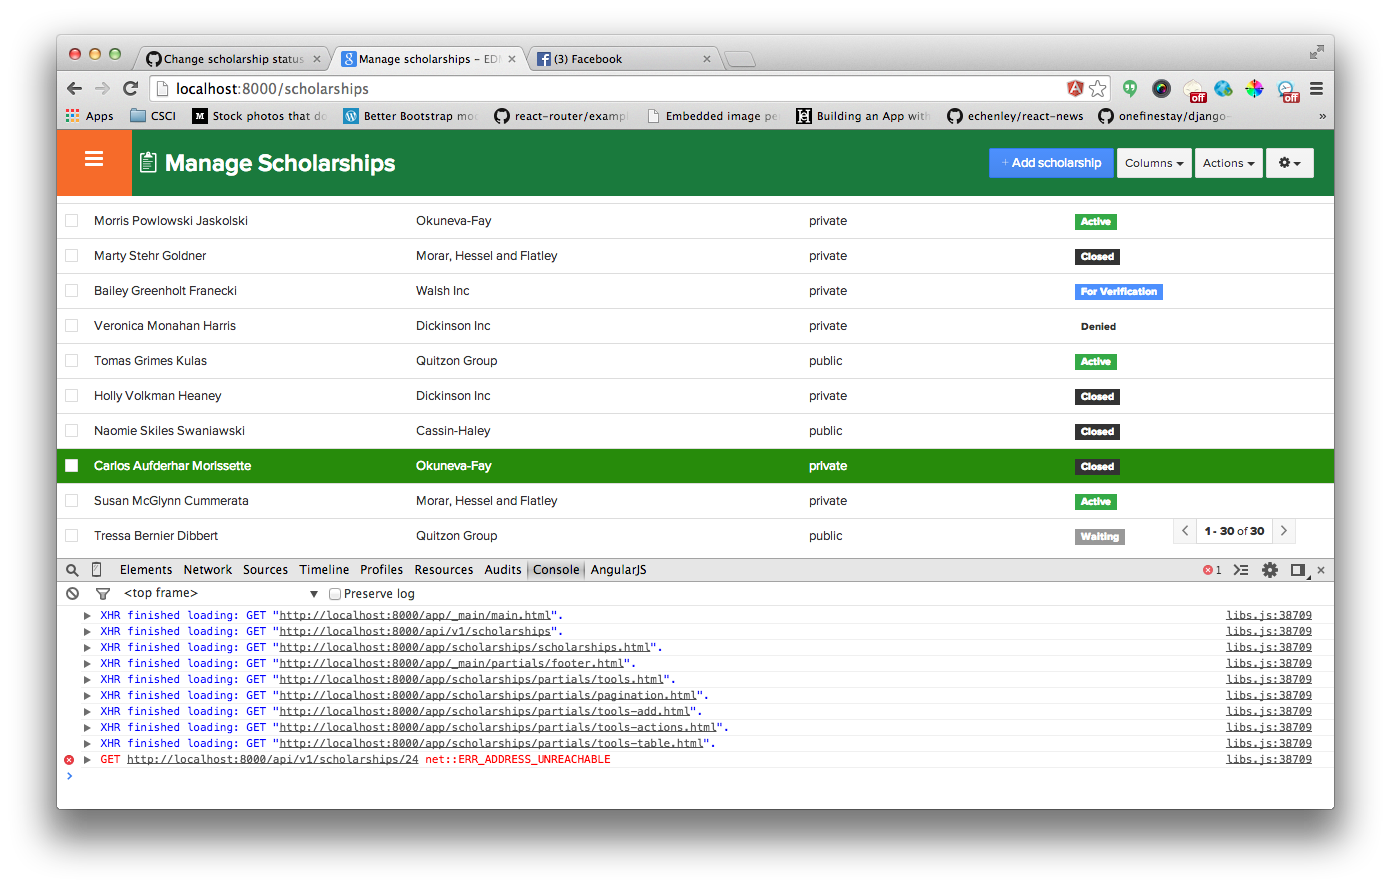 Change scholarship status
Manage scholarships – EDI
(3) Facebook
localhost:8000/scholarships
off
off
Apps
CSCI
Stock photos that do
Better Bootstrap mo
react-router/exampl
Embedded image pe
Building an App with
echenley/react-news
onefinestay/django-
»
Manage Scholarships
+ Add scholarship
Columns
Actions
Morris Powlowski Jaskolski Okuneva-Fay private Active
Marty Stehr Goldner Morar, Hessel and Flatley private Closed
Bailey Greenholt Franecki Walsh Inc private For Verification
Veronica Monahan Harris Dickinson Inc private Denied
Tomas Grimes Kulas Quitzon Group public Active
Holly Volkman Heaney Dickinson Inc private Closed
Naomie Skiles Swaniawski Cassin-Haley public Closed
Carlos Aufderhar Morissette Okuneva-Fay private Closed
Susan McGlynn Cummerata Morar, Hessel and Flatley private Active
Tressa Bernier Dibbert Quitzon Group public Waiting
1 - 30 of 30
Elements Network Sources Timeline Profiles Resources Audits Console AngularJS 1
<top frame> Preserve log
XHR finished loading: GET "http://localhost:8000/app/_main/main.html". libs.js:38709
XHR finished loading: GET "http://localhost:8000/api/v1/scholarships". libs.js:38709
XHR finished loading: GET "http://localhost:8000/app/scholarships/scholarships.html". libs.js:38709
XHR finished loading: GET "http://localhost:8000/app/_main/partials/footer.html". libs.js:38709
XHR finished loading: GET "http://localhost:8000/app/scholarships/partials/tools.html". libs.js:38709
XHR finished loading: GET "http://localhost:8000/app/scholarships/partials/pagination.html". libs.js:38709
XHR finished loading: GET "http://localhost:8000/app/scholarships/partials/tools-add.html". libs.js:38709
XHR finished loading: GET "http://localhost:8000/app/scholarships/partials/tools-actions.html". libs.js:38709
XHR finished loading: GET "http://localhost:8000/app/scholarships/partials/tools-table.html". libs.js:38709
GET http://localhost:8000/api/v1/scholarships/24 net::ERR_ADDRESS_UNREACHABLE libs.js:38709